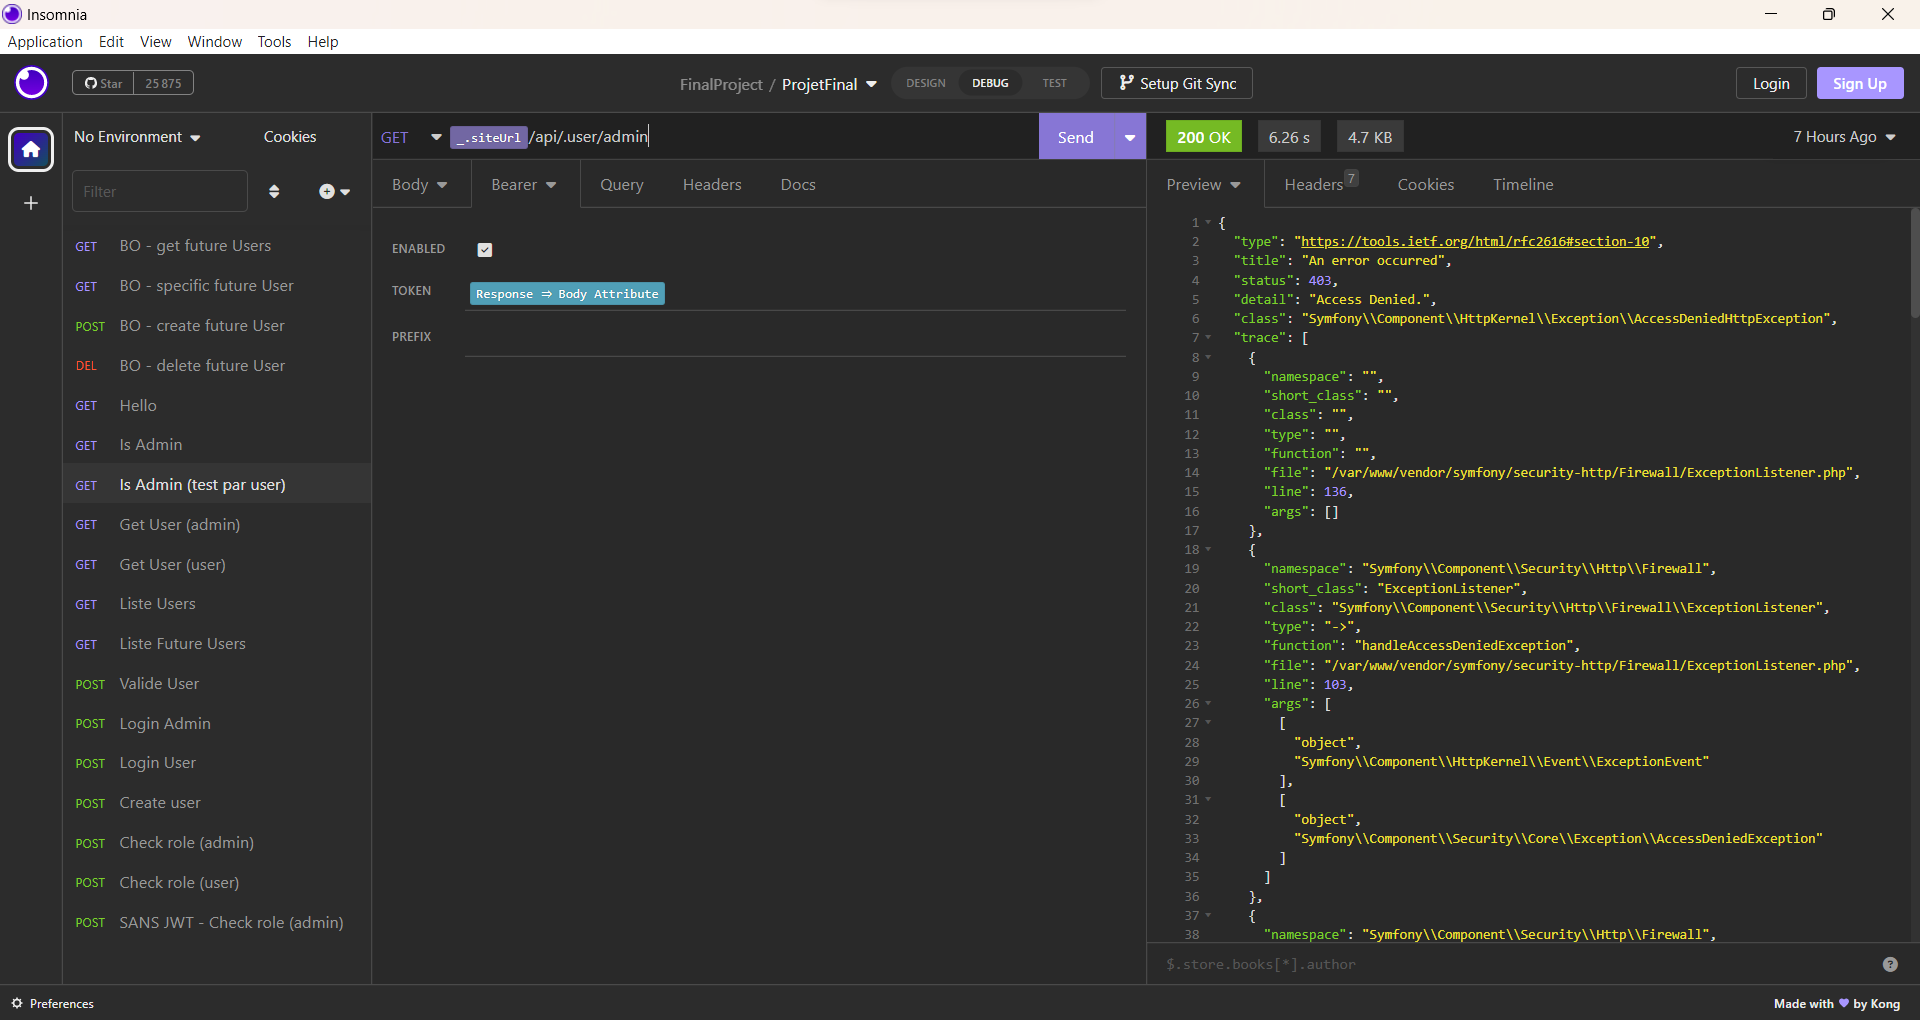 Insomnia
Application Edit View Window Tools Help
Star 25 875
FinalProject / ProjetFinal
DESIGN DEBUG TEST
Setup Git Sync
Login Sign Up
No Environment Cookies
GET _.siteUrl /api/.user/admin
Send
200 OK 6.26 s 4.7 KB
7 Hours Ago
Filter
Body Bearer Query Headers Docs
Preview Headers 7 Cookies Timeline
GET BO - get future Users
GET BO - specific future User
POST BO - create future User
DEL BO - delete future User
GET Hello
GET Is Admin
GET Is Admin (test par user)
GET Get User (admin)
GET Get User (user)
GET Liste Users
GET Liste Future Users
POST Valide User
POST Login Admin
POST Login User
POST Create user
POST Check role (admin)
POST Check role (user)
POST SANS JWT - Check role (admin)
ENABLED
TOKEN Response ⇒ Body Attribute
PREFIX
1 {
2 "type": "https://tools.ietf.org/html/rfc2616#section-10",
3 "title": "An error occurred",
4 "status": 403,
5 "detail": "Access Denied.",
6 "class": "Symfony\\Component\\HttpKernel\\Exception\\AccessDeniedHttpException",
7 "trace": [
8 {
9 "namespace": "",
10 "short_class": "",
11 "class": "",
12 "type": "",
13 "function": "",
14 "file": "/var/www/vendor/symfony/security-http/Firewall/ExceptionListener.php",
15 "line": 136,
16 "args": []
17 },
18 {
19 "namespace": "Symfony\\Component\\Security\\Http\\Firewall",
20 "short_class": "ExceptionListener",
21 "class": "Symfony\\Component\\Security\\Http\\Firewall\\ExceptionListener",
22 "type": "->",
23 "function": "handleAccessDeniedException",
24 "file": "/var/www/vendor/symfony/security-http/Firewall/ExceptionListener.php",
25 "line": 103,
26 "args": [
27 [
28 "object",
29 "Symfony\\Component\\HttpKernel\\Event\\ExceptionEvent"
30 ],
31 [
32 "object",
33 "Symfony\\Component\\Security\\Core\\Exception\\AccessDeniedException"
34 ]
35 ]
36 },
37 {
38 "namespace": "Symfony\\Component\\Security\\Http\\Firewall",
$.store.books[*].author
Preferences
Made with 💜 by Kong